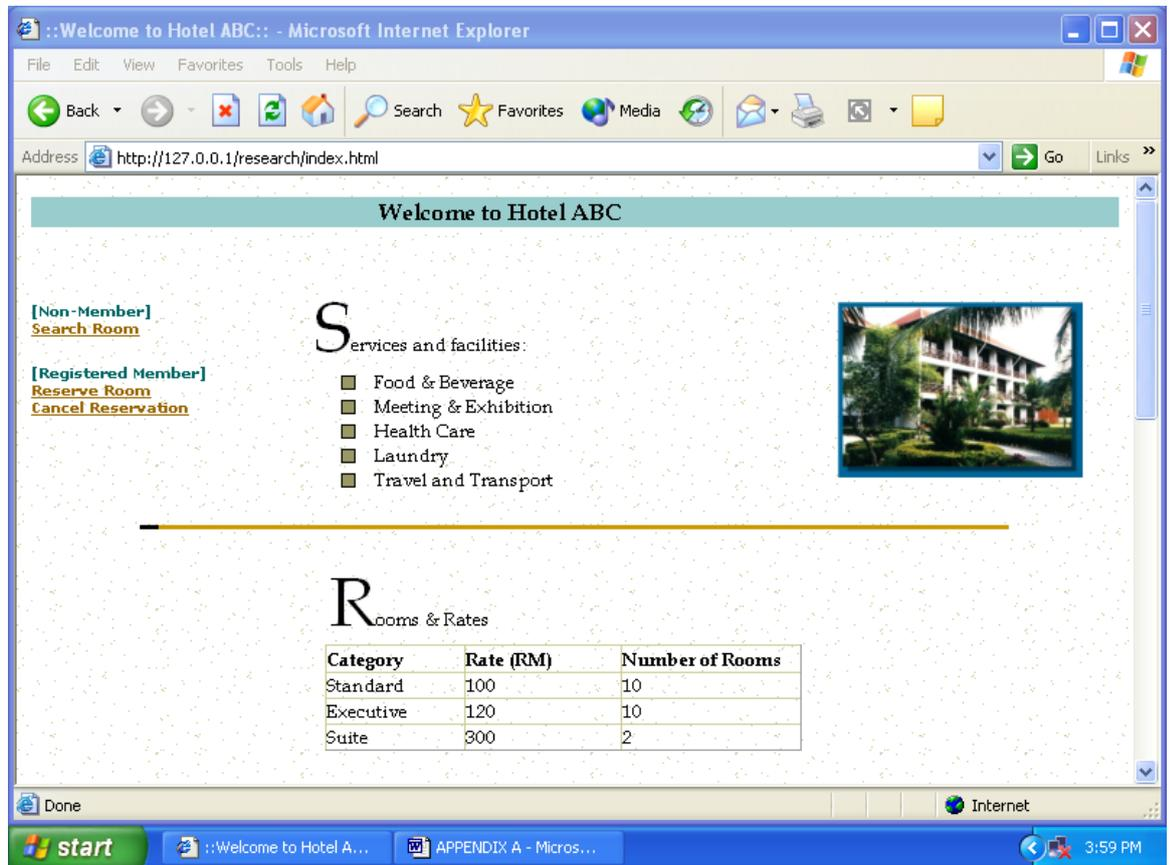 ::Welcome to Hotel ABC:: - Microsoft Internet Explorer
File Edit View Favorites Tools Help
Back Search Favorites Media
Address http://127.0.0.1/research/index.html Go Links »
Welcome to Hotel ABC
[Non-Member]
Search Room
[Registered Member]
Reserve Room
Cancel Reservation
Services and facilities:
Food & Beverage
Meeting & Exhibition
Health Care
Laundry
Travel and Transport
Rooms & Rates
Category Rate (RM) Number of Rooms
Standard 100 10
Executive 120 10
Suite 300 2
Done Internet
start ::Welcome to Hotel A... APPENDIX A - Micros... 3:59 PM